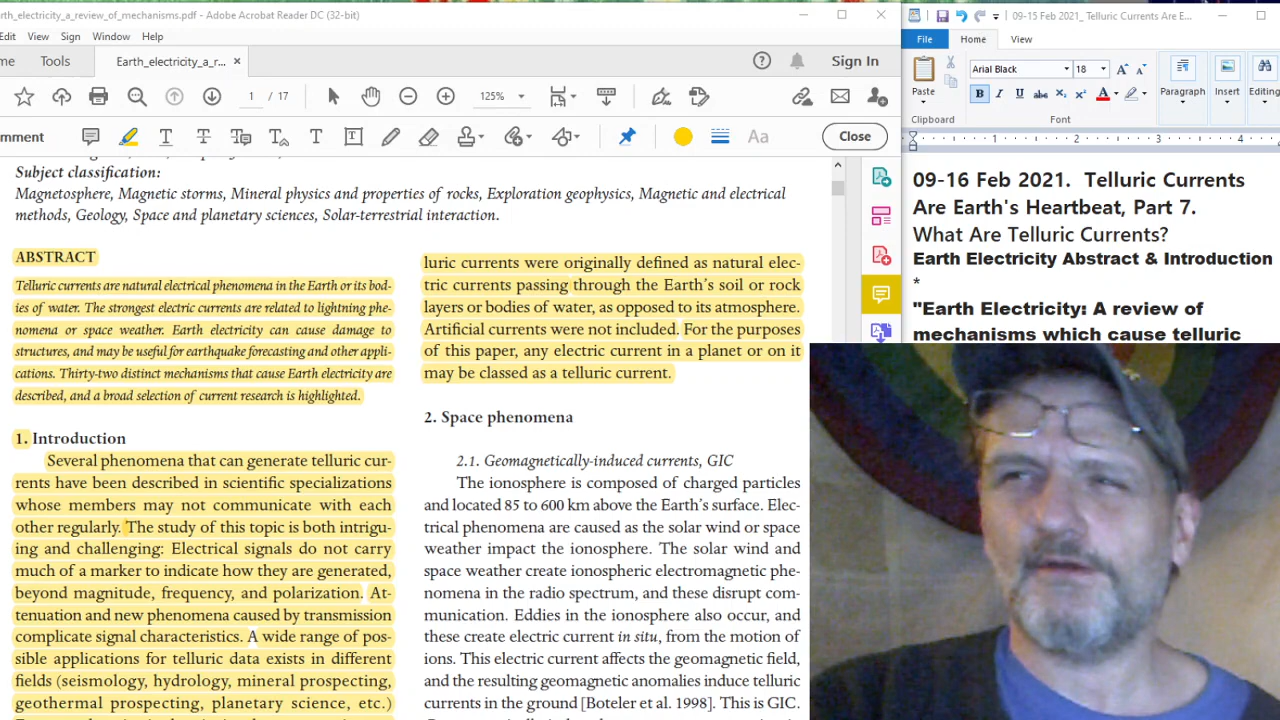 rth_electricity_a_review_of_mechanisms.pdf - Adobe Acrobat Reader DC (32-bit)
Edit View Sign Window Help
me Tools Earth_electricity_a_r... × Sign In
/ 17 125%
mment Close
Subject classification:
Magnetosphere, Magnetic storms, Mineral physics and properties of rocks, Exploration geophysics, Magnetic and electrical
methods, Geology, Space and planetary sciences, Solar-terrestrial interaction.
ABSTRACT
Telluric currents are natural electrical phenomena in the Earth or its bod-
ies of water. The strongest electric currents are related to lightning phe-
nomena or space weather. Earth electricity can cause damage to
structures, and may be useful for earthquake forecasting and other appli-
cations. Thirty-two distinct mechanisms that cause Earth electricity are
described, and a broad selection of current research is highlighted.
1. Introduction
Several phenomena that can generate telluric cur-
rents have been described in scientific specializations
whose members may not communicate with each
other regularly. The study of this topic is both intrigu-
ing and challenging: Electrical signals do not carry
much of a marker to indicate how they are generated,
beyond magnitude, frequency, and polarization. At-
tenuation and new phenomena caused by transmission
complicate signal characteristics. A wide range of pos-
sible applications for telluric data exists in different
fields (seismology, hydrology, mineral prospecting,
geothermal prospecting, planetary science, etc.)
luric currents were originally defined as natural elec-
tric currents passing through the Earth's soil or rock
layers or bodies of water, as opposed to its atmosphere.
Artificial currents were not included. For the purposes
of this paper, any electric current in a planet or on it
may be classed as a telluric current.
2. Space phenomena
2.1. Geomagnetically-induced currents, GIC
The ionosphere is composed of charged particles
and located 85 to 600 km above the Earth's surface. Elec-
trical phenomena are caused as the solar wind or space
weather impact the ionosphere. The solar wind and
space weather create ionospheric electromagnetic phe-
nomena in the radio spectrum, and these disrupt com-
munication. Eddies in the ionosphere also occur, and
these create electric current in situ, from the motion of
ions. This electric current affects the geomagnetic field,
and the resulting geomagnetic anomalies induce telluric
currents in the ground [Boteler et al. 1998]. This is GIC.
09-15 Feb 2021_ Telluric Currents Are E...
File Home View
Arial Black 18
Paste B I U abc X₂ X² A Paragraph Insert Editing
Clipboard Font
1 2 3 4
09-16 Feb 2021. Telluric Currents
Are Earth's Heartbeat, Part 7.
What Are Telluric Currents?
Earth Electricity Abstract & Introduction
*
"Earth Electricity: A review of
mechanisms which cause telluric